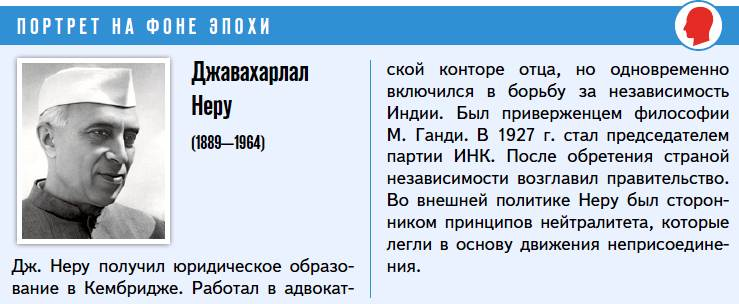 ПОРТРЕТ НА ФОНЕ ЭПОХИ
Джавахарлал
Неру
(1889—1964)
Дж. Неру получил юридическое образо-
вание в Кембридже. Работал в адвокат-
ской конторе отца, но одновременно
включился в борьбу за независимость
Индии. Был приверженцем философии
М. Ганди. В 1927 г. стал председателем
партии ИНК. После обретения страной
независимости возглавил правительство.
Во внешней политике Неру был сторон-
ником принципов нейтралитета, которые
легли в основу движения неприсоедине-
ния.